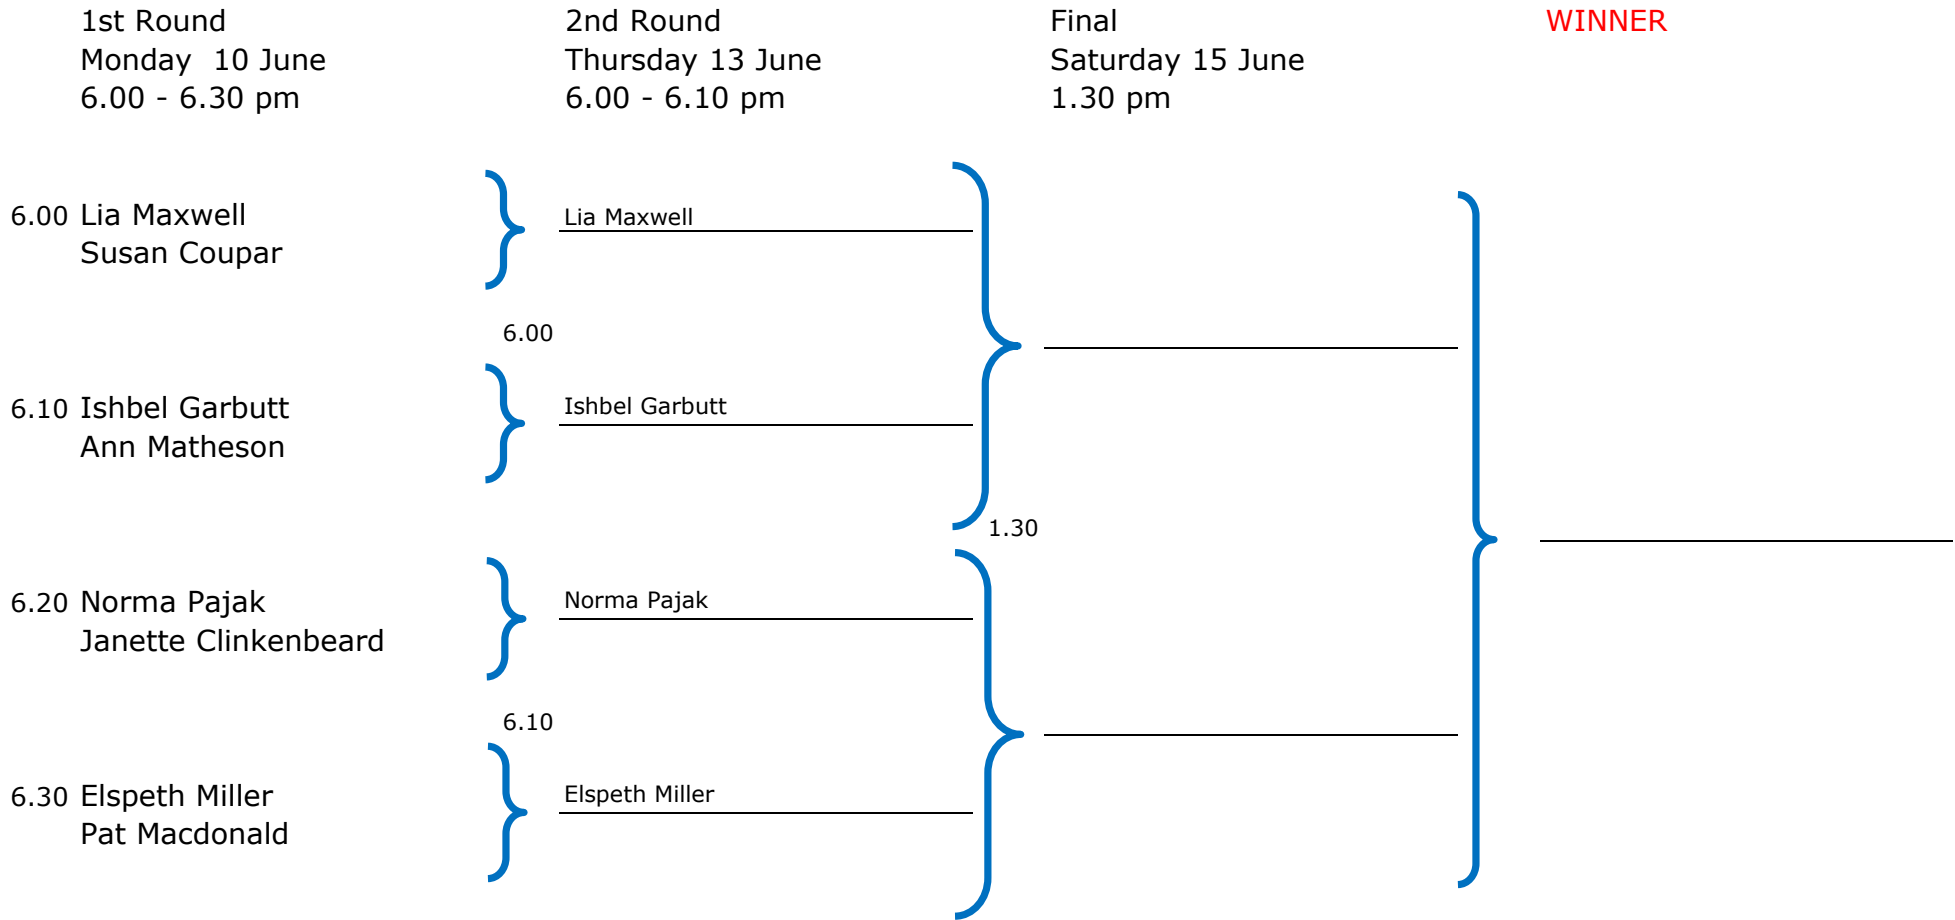 1st Round
Monday  10 June
6.00 - 6.30 pm
2nd Round
Thursday 13 June
6.00 - 6.10 pm
Final
Saturday 15 June
1.30 pm
WINNER
6.00 Lia Maxwell
Susan Coupar
Lia Maxwell
6.00
6.10 Ishbel Garbutt
Ann Matheson
Ishbel Garbutt
1.30
6.20 Norma Pajak
Janette Clinkenbeard
Norma Pajak
6.10
6.30 Elspeth Miller
Pat Macdonald
Elspeth Miller